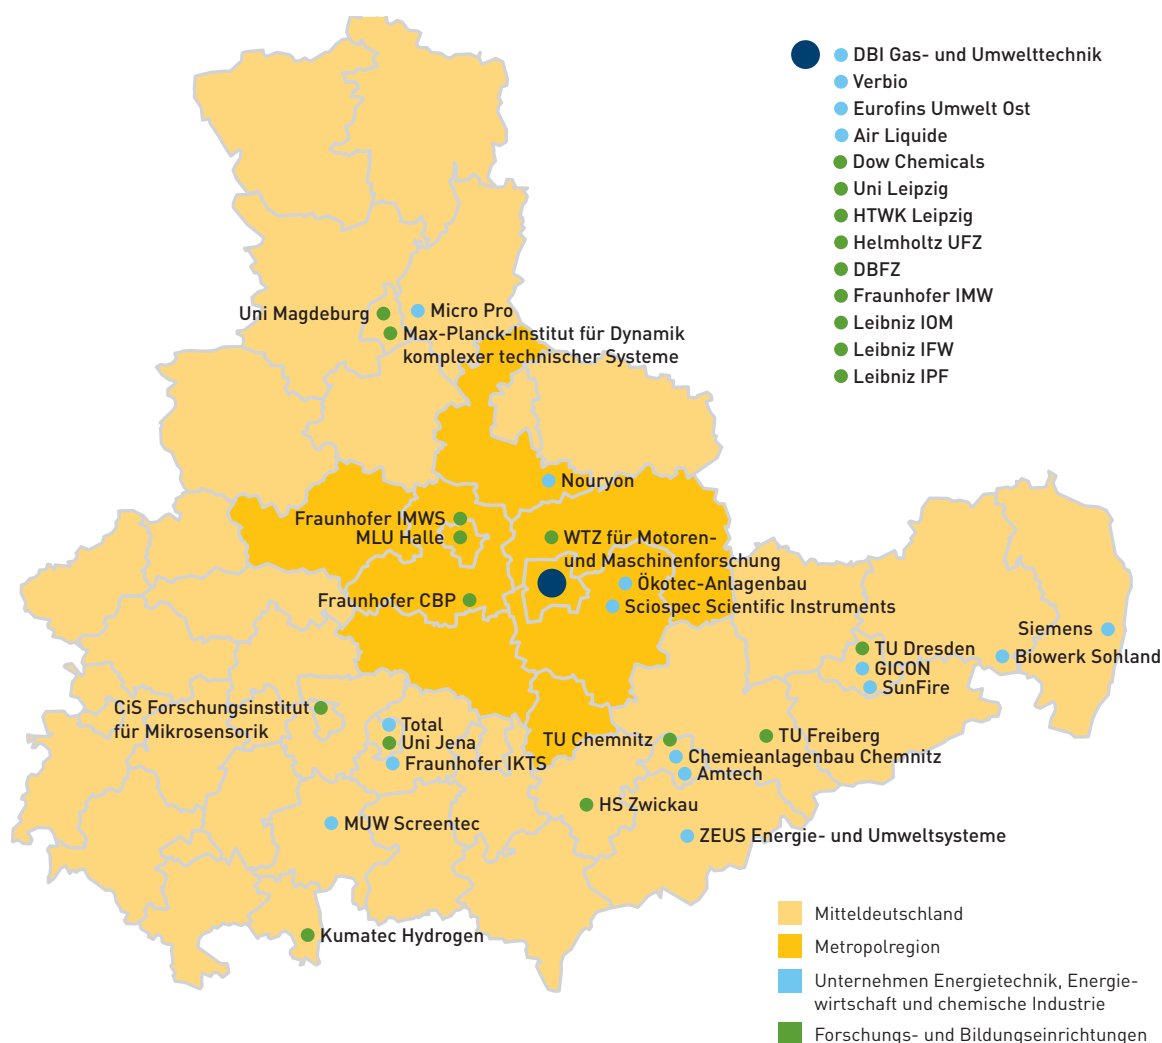 DBI Gas- und Umwelttechnik
Verbio
Eurofins Umwelt Ost
Air Liquide
Dow Chemicals
Uni Leipzig
HTWK Leipzig
Helmholtz UFZ
DBFZ
Fraunhofer IMW
Leibniz IOM
Leibniz IFW
Leibniz IPF
Uni Magdeburg
Micro Pro
Max-Planck-Institut für Dynamik
komplexer technischer Systeme
Nouryon
Fraunhofer IMWS
MLU Halle
WTZ für Motoren-
und Maschinenforschung
Ökotec-Anlagenbau
Fraunhofer CBP
Sciospec Scientific Instruments
Siemens
TU Dresden
Biowerk Sohland
GICON
SunFire
CiS Forschungsinstitut
für Mikrosensorik
Total
Uni Jena
Fraunhofer IKTS
TU Chemnitz
TU Freiberg
Chemieanlagenbau Chemnitz
Amtech
HS Zwickau
MUW Screentec
ZEUS Energie- und Umweltsysteme
Kumatec Hydrogen
Mitteldeutschland
Metropolregion
Unternehmen Energietechnik, Energie-
wirtschaft und chemische Industrie
Forschungs- und Bildungseinrichtungen